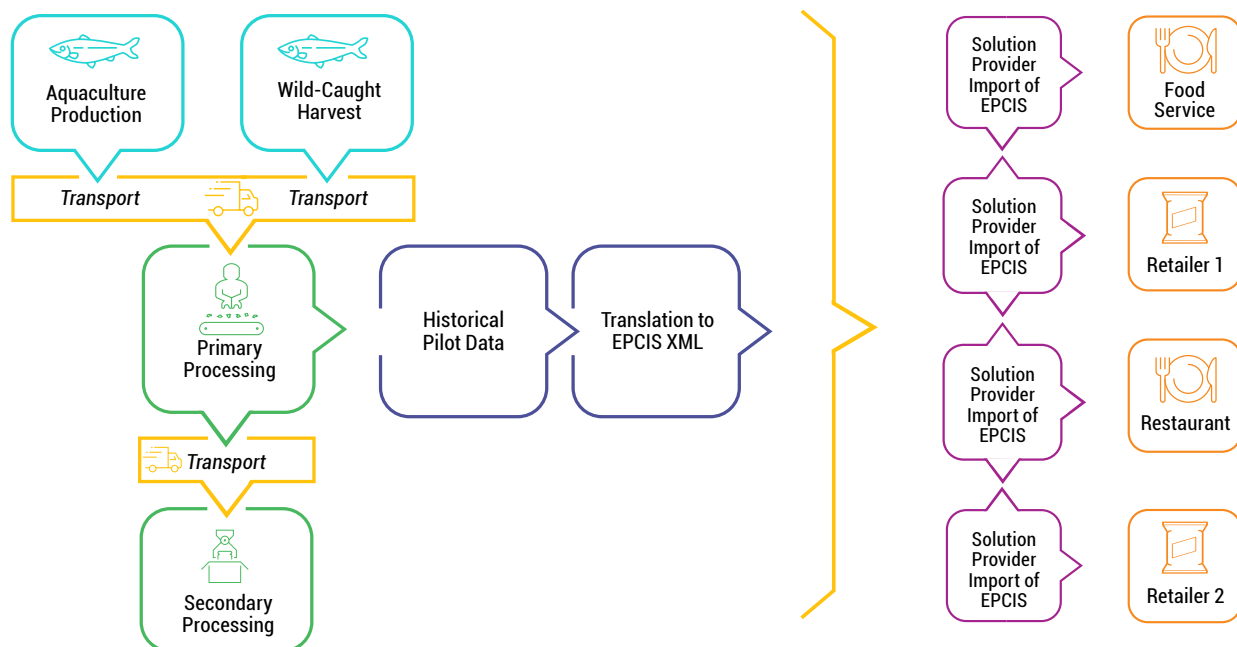 Aquaculture
Production
Wild-Caught
Harvest
Transport
Transport
Primary
Processing
Transport
Secondary
Processing
Historical
Pilot Data
Translation to
EPCIS XML
Solution
Provider
Import of
EPCIS
Food
Service
Solution
Provider
Import of
EPCIS
Retailer 1
Solution
Provider
Import of
EPCIS
Restaurant
Solution
Provider
Import of
EPCIS
Retailer 2